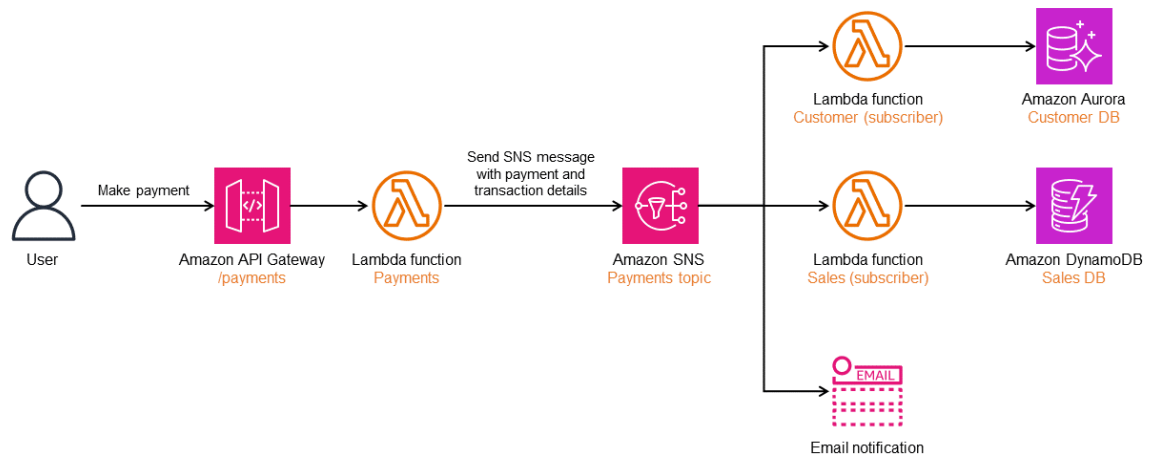 Lambda function
Customer (subscriber)
Amazon Aurora
Customer DB
Make payment
Send SNS message
with payment and
transaction details
</>
User
Amazon API Gateway
/payments
Lambda function
Payments
Amazon SNS
Payments topic
Lambda function
Sales (subscriber)
Amazon DynamoDB
Sales DB
EMAIL
Email notification